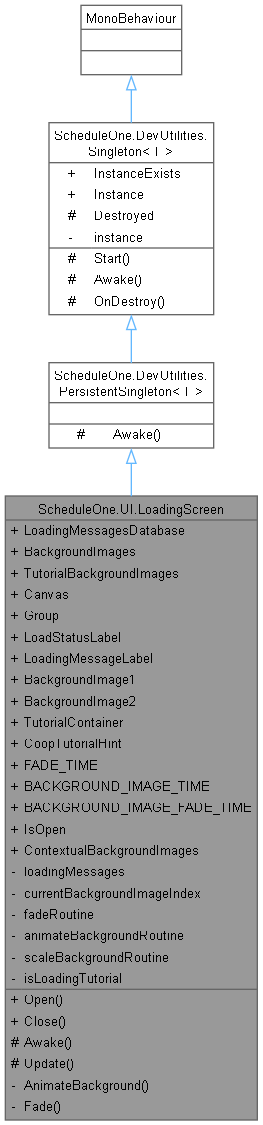 MonoBehaviour
ScheduleOne.DevUtilities.
Singleton< T >
+ InstanceExists
+ Instance
# Destroyed
- instance
# Start()
# Awake()
# OnDestroy()
ScheduleOne.DevUtilities.
PersistentSingleton< T >
# Awake()
ScheduleOne.UI.LoadingScreen
+ LoadingMessagesDatabase
+ BackgroundImages
+ TutorialBackgroundImages
+ Canvas
+ Group
+ LoadStatusLabel
+ LoadingMessageLabel
+ BackgroundImage1
+ BackgroundImage2
+ TutorialContainer
+ CoopTutorialHint
+ FADE_TIME
+ BACKGROUND_IMAGE_TIME
+ BACKGROUND_IMAGE_FADE_TIME
+ IsOpen
+ ContextualBackgroundImages
- loadingMessages
- currentBackgroundImageIndex
- fadeRoutine
- animateBackgroundRoutine
- scaleBackgroundRoutine
- isLoadingTutorial
+ Open()
+ Close()
# Awake()
# Update()
- AnimateBackground()
- Fade()